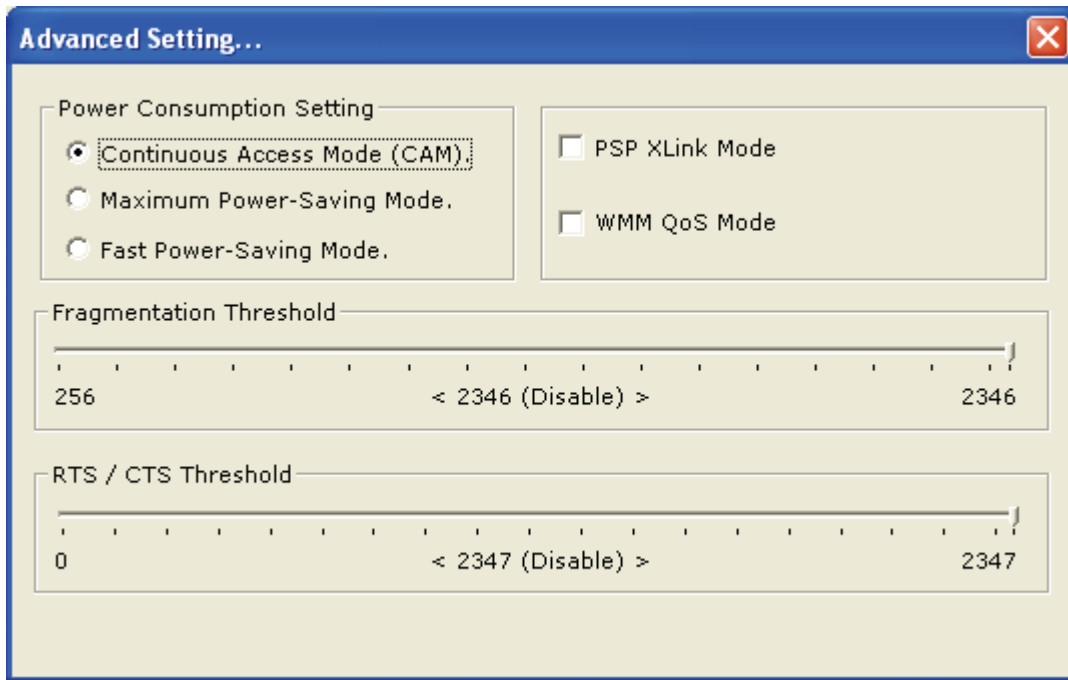 Advanced Setting...
Power Consumption Setting
Continuous Access Mode (CAM).
Maximum Power-Saving Mode.
Fast Power-Saving Mode.
PSP XLink Mode
WMM QoS Mode
Fragmentation Threshold
256 < 2346 (Disable) > 2346
RTS / CTS Threshold
0 < 2347 (Disable) > 2347